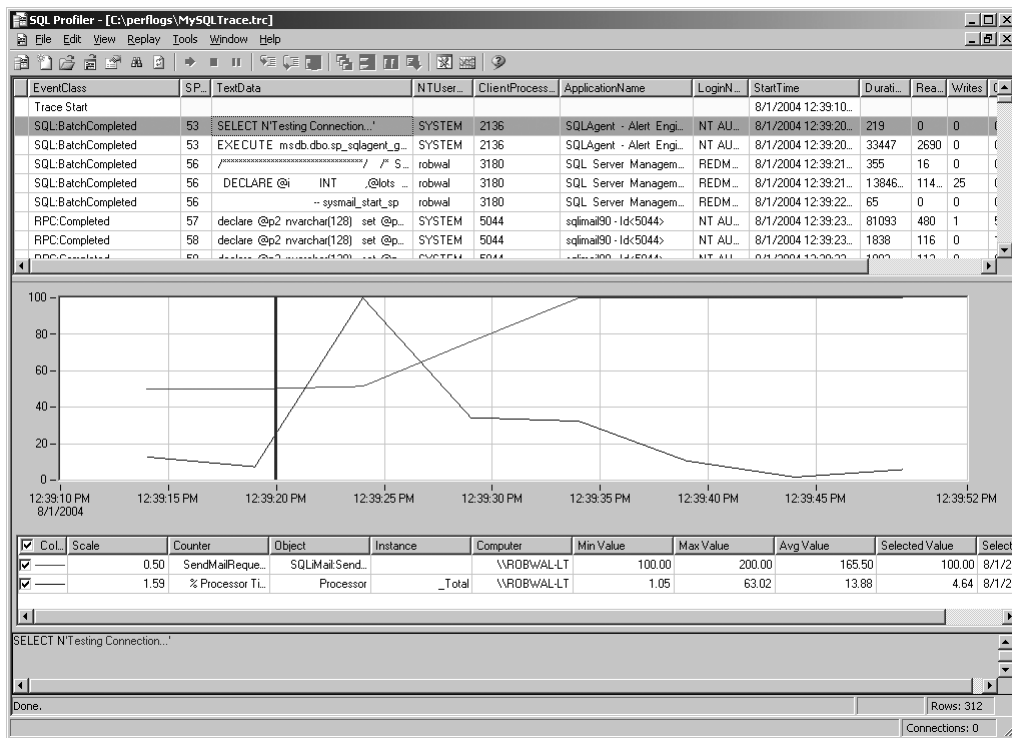 SQL Profiler - [C:\perflogs\MySQLTrace.trc]
File Edit View Replay Tools Window Help
EventClass SP... TextData NTUser... ClientProcess... ApplicationName LoginN... StartTime Durati... Rea... Writes
Trace Start 8/1/2004 12:39:10...
SQL:BatchCompleted 53 SELECT N'Testing Connection...' SYSTEM 2136 SQLAgent - Alert Engi... NT AU... 8/1/2004 12:39:20... 219 0 0
SQL:BatchCompleted 53 EXECUTE msdb.dbo.sp_sqlagent_g... SYSTEM 2136 SQLAgent - Alert Engi... NT AU... 8/1/2004 12:39:20... 33447 2690 0
SQL:BatchCompleted 56 /* S... robwal 3180 SQL Server Managem... REDM... 8/1/2004 12:39:21... 355 16 0
SQL:BatchCompleted 56 DECLARE @i INT ,@lots ... robwal 3180 SQL Server Managem... REDM... 8/1/2004 12:39:21... 13846... 114... 25
SQL:BatchCompleted 56 -- sysmail_start_sp robwal 3180 SQL Server Managem... REDM... 8/1/2004 12:39:22... 65 0 0
RPC:Completed 57 declare @p2 nvarchar(128) set @p... SYSTEM 5044 sqlimail90 - Id<5044> NT AU... 8/1/2004 12:39:23... 81093 480 1
RPC:Completed 58 declare @p2 nvarchar(128) set @p... SYSTEM 5044 sqlimail90 - Id<5044> NT AU... 8/1/2004 12:39:23... 1838 116 0
100
80
60
40
20
0
12:39:10 PM 12:39:15 PM 12:39:20 PM 12:39:25 PM 12:39:30 PM 12:39:35 PM 12:39:40 PM 12:39:45 PM 12:39:52 PM
8/1/2004
Col... Scale Counter Object Instance Computer Min Value Max Value Avg Value Selected Value Select
0.50 SendMailReque... SQLiMail:Send... \\ROBWAL-LT 100.00 200.00 165.50 100.00 8/1/2
1.59 % Processor Ti... Processor _Total \\ROBWAL-LT 1.05 63.02 13.88 4.64 8/1/2
SELECT N'Testing Connection...'
Done. Rows: 312
Connections: 0